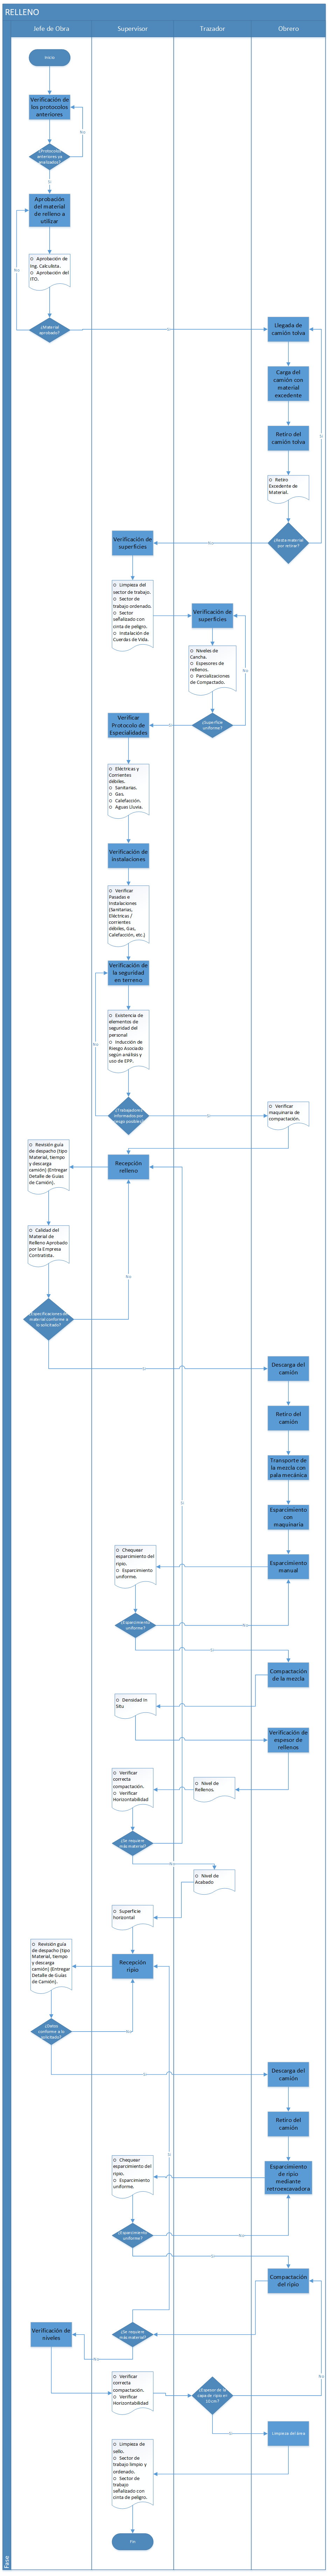 RELLENO
Jefe de Obra
Supervisor
Trazador
Obrero
Inicio
Verificación de
los protocolos
anteriores
¿Protocolos
anteriores ya
analizados?
No
Si
Aprobación
del material
de relleno a
utilizar
o Aprobación de
Ing. Calculista.
o Aprobación del
ITO.
No
¿Material
aprobado?
Si
Llegada de
camión tolva
Carga del
camión con
material
excedente
Retiro del
camión tolva
Si
o Retiro
Excedente de
Material.
¿Falta material
por retirar?
No
Verificación de
superficies
o Limpieza del
sector de trabajo.
o Sector de
trabajo ordenado.
o Sector
señalizado con
cinta de peligro.
o Instalación de
Cuerdas de Vida.
Verificación de
superficies
o Niveles de
Cancha.
o Espesores de
rellenos.
o Parcializaciones
de Compactado.
No
¿Superficie
uniforme?
Si
Verificar
Protocolo de
Especialidades
o Eléctricas y
Corrientes
débiles.
o Sanitarias.
o Gas.
o Calefacción.
o Aguas Lluvia.
Verificación de
Instalaciones
o Verificar
Pasadas e
Instalaciones
(Sanitarias,
Eléctricas /
corrientes
débiles, Gas,
Calefacción, etc.)
Verificación de
la seguridad
en terreno
o Existencia de
elementos de
seguridad del
personal
o Inducción de
Riesgo Asociado
según análisis y
uso de EPP.
No
¿Trabajadores
informados por
riesgo posibles?
Si
o Verificar
maquinaria de
compactación.
Recepción
relleno
o Revisión guía
de despacho (tipo
Material, tiempo
y descarga
camión) (Entregar
Detalle de Guías
de Camión).
o Calidad del
Material de
Relleno Aprobado
por la Empresa
Contratista.
No
¿Especificaciones de
material conforme a
lo solicitado?
Si
Descarga del
camión
Retiro del
camión
Transporte de
la mezcla con
pala mecánica
Si
Esparcimiento
con
maquinaria
Esparcimiento
manual
o Chequear
esparcimiento del
ripio.
o Esparcimiento
uniforme.
¿Esparcimiento
uniforme?
No
Si
Compactación
de la mezcla
o Densidad In
Situ
Verificación de
espesor de
rellenos
o Nivel de
Rellenos.
o Verificar
correcta
compactación.
o Verificar
Horizontabilidad
¿Se requiere
más material?
No
o Nivel de
Acabado
o Superficie
horizontal
Recepción
ripio
o Revisión guía
de despacho (tipo
Material, tiempo
y descarga
camión) (Entregar
Detalle de Guías
de Camión).
¿Datos
conforme a lo
solicitado?
No
Si
Descarga del
camión
Retiro del
camión
Esparcimiento
de ripio
mediante
retroexcavadora
o Chequear
esparcimiento del
ripio.
o Esparcimiento
uniforme.
Si
¿Esparcimiento
uniforme?
No
Si
Compactación
del ripio
Verificación de
niveles
¿Se requiere
más material?
No
o Verificar
correcta
compactación.
o Verificar
Horizontabilidad
¿Espesor de la
capa de ripio es
No
Si
Limpieza del área
o Limpieza de
sello.
o Sector de
trabajo limpio y
ordenado.
o Sector de
trabajo
señalizado con
cinta de peligro.
Fin
Fase